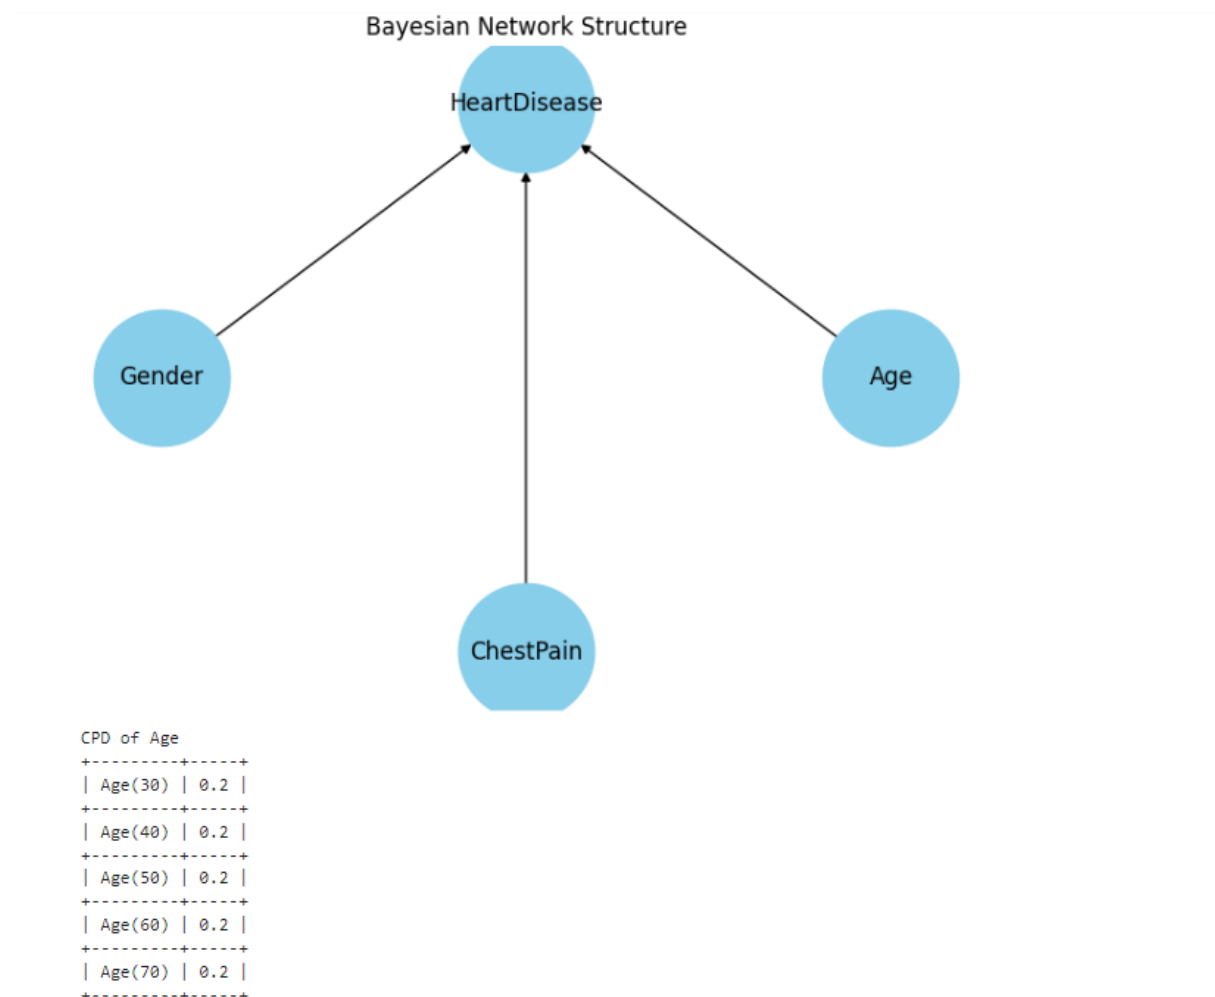 Bayesian Network Structure
HeartDisease
Gender
Age
ChestPain
CPD of Age
+---------+-----+
| Age(30) | 0.2 |
+---------+-----+
| Age(40) | 0.2 |
+---------+-----+
| Age(50) | 0.2 |
+---------+-----+
| Age(60) | 0.2 |
+---------+-----+
| Age(70) | 0.2 |
+---------+-----+